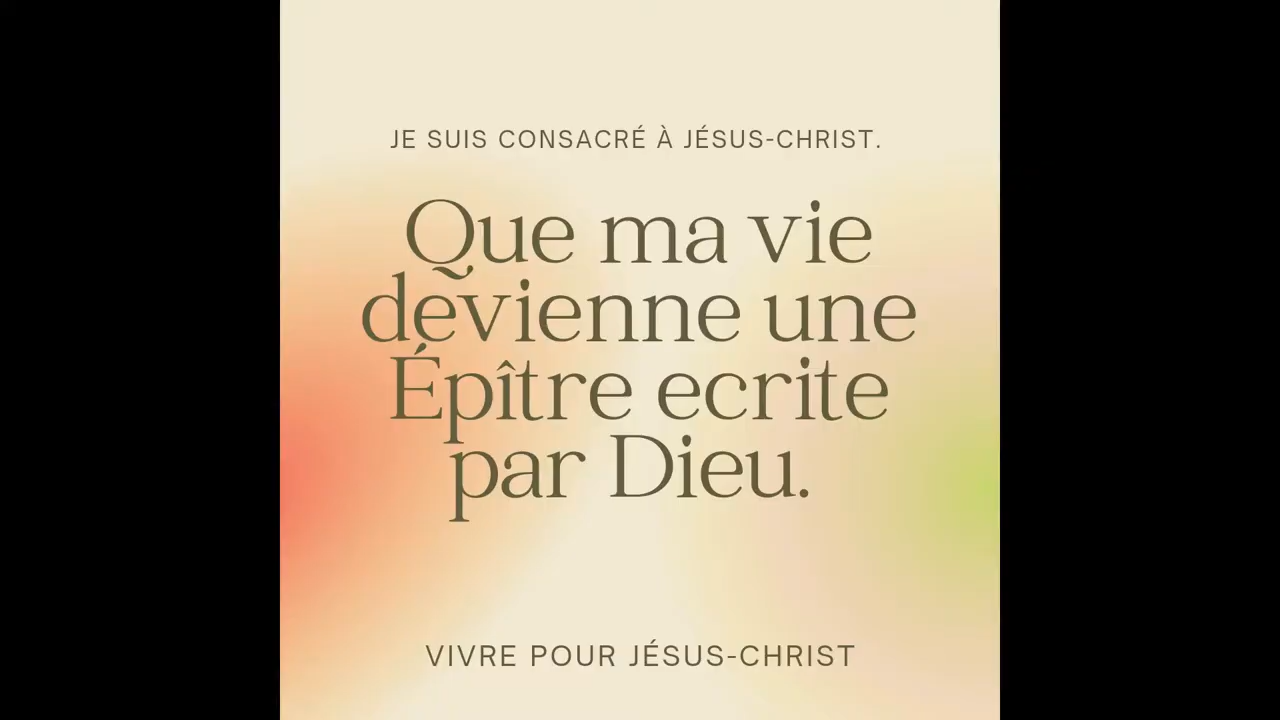 JE SUIS CONSACRÉ À JÉSUS-CHRIST.
Que ma vie
devienne une
Épître ecrite
par Dieu.
VIVRE POUR JÉSUS-CHRIST